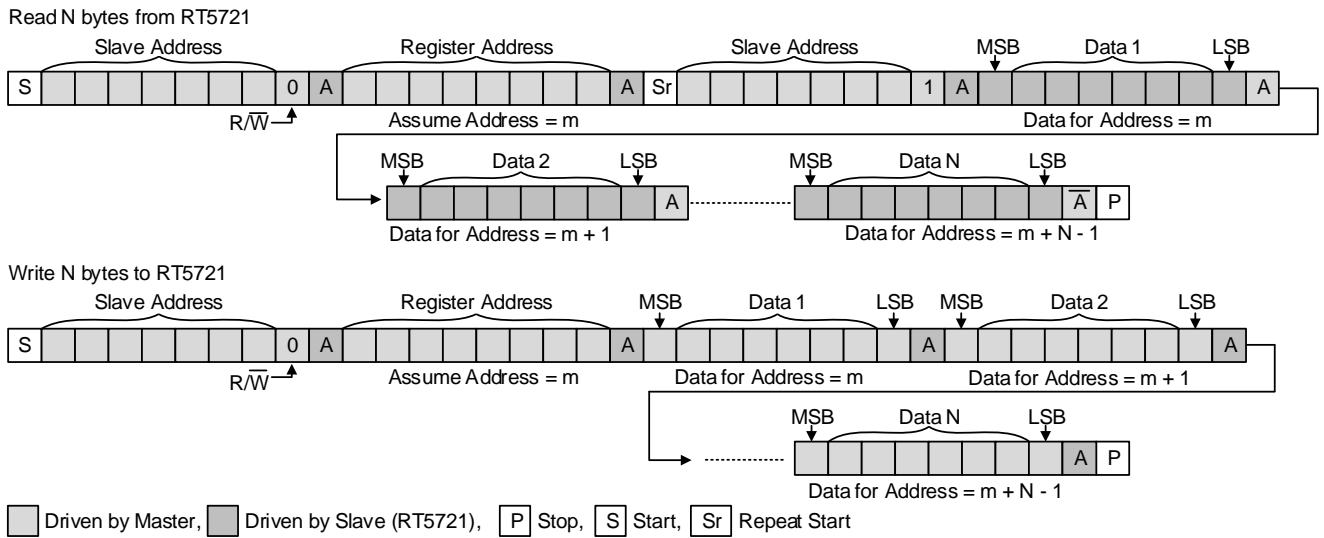 Read N bytes from RT5721
Slave Address Register Address Slave Address MSB Data 1 LSB
S 0 A A Sr 1 A A
R/W̅ Assume Address = m Data for Address = m
MSB Data 2 LSB MSB Data N LSB
A A̅ P
Data for Address = m + 1 Data for Address = m + N - 1
Write N bytes to RT5721
Slave Address Register Address MSB Data 1 LSB MSB Data 2 LSB
S 0 A A A A
R/W̅ Assume Address = m Data for Address = m Data for Address = m + 1
MSB Data N LSB
A P
Data for Address = m + N - 1
Driven by Master, Driven by Slave (RT5721), P Stop, S Start, Sr Repeat Start